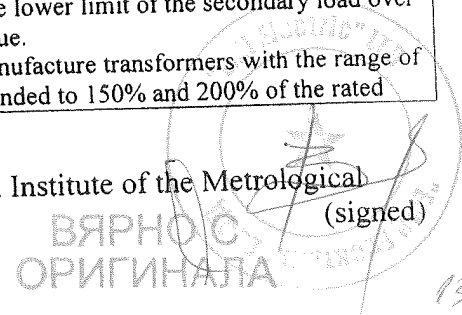 e lower limit of the secondary load over
ue.
nufacture transformers with the range of
nded to 150% and 200% of the rated
Institute of the Metrological
(signed)
ВЯРНО С
ОРИГИНАЛА